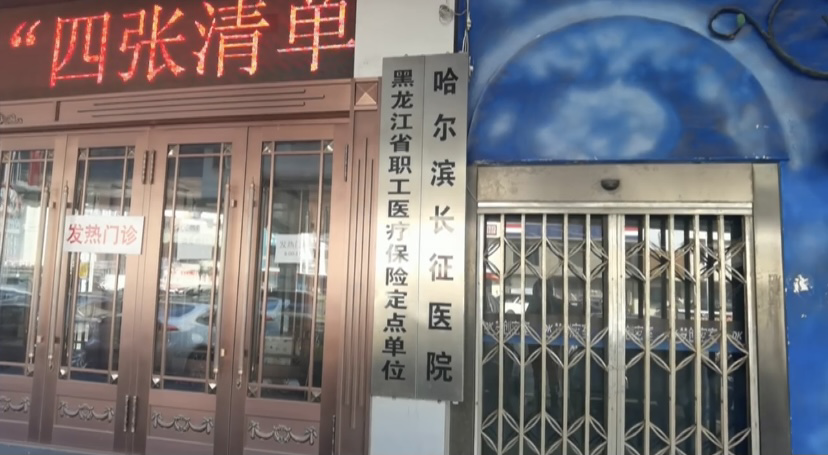 “四张清单
哈尔滨长征医院
黑龙江省职工医疗保险定点单位
发热门诊